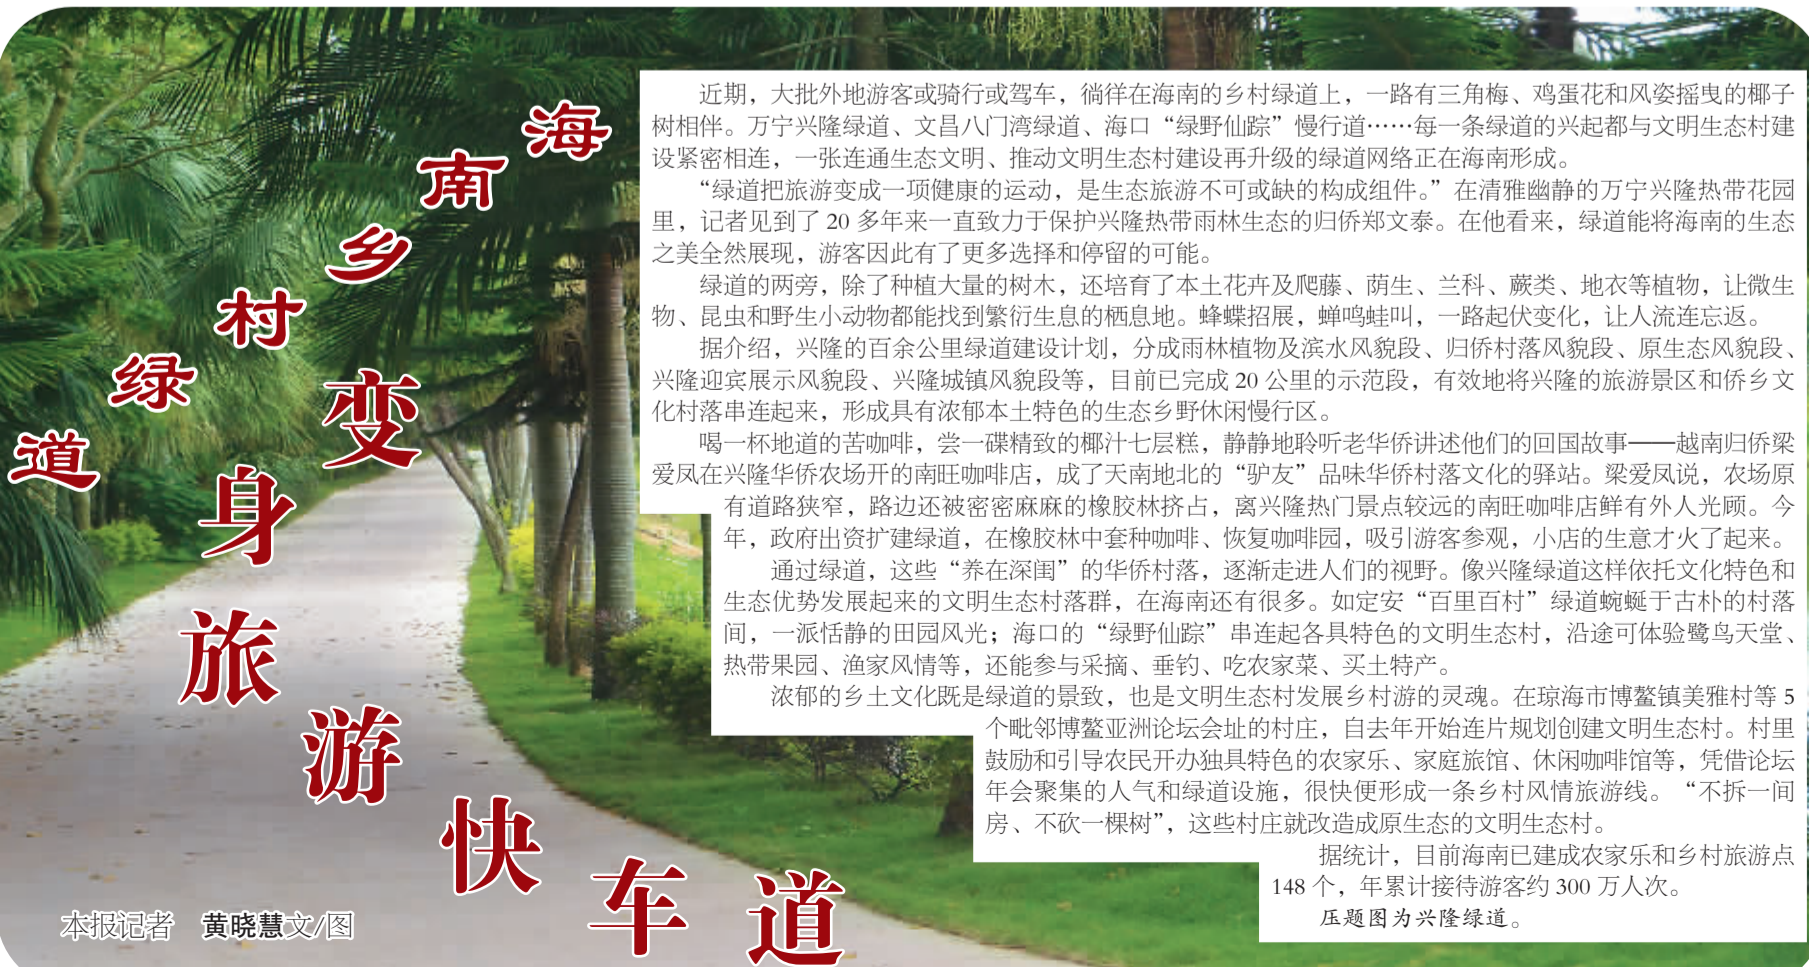 海南乡村绿道
变身旅游快车道
本报记者 黄晓慧文/图
近期，大批外地游客或骑行或驾车，徜徉在海南的乡村绿道上，一路有三角梅、鸡蛋花和风姿摇曳的椰子
树相伴。万宁兴隆绿道、文昌八门湾绿道、海口“绿野仙踪”慢行道……每一条绿道的兴起都与文明生态村建
设紧密相连，一张连通生态文明、推动文明生态村建设再升级的绿道网络正在海南形成。
“绿道把旅游变成一项健康的运动，是生态旅游不可或缺的构成组件。”在清雅幽静的万宁兴隆热带花园
里，记者见到了 20 多年来一直致力于保护兴隆热带雨林生态的归侨郑文泰。在他看来，绿道能将海南的生态
之美全然展现，游客因此有了更多选择和停留的可能。
绿道的两旁，除了种植大量的树木，还培育了本土花卉及爬藤、荫生、兰科、蕨类、地衣等植物，让微生
物、昆虫和野生小动物都能找到繁衍生息的栖息地。蜂蝶招展，蝉鸣蛙叫，一路起伏变化，让人流连忘返。
据介绍，兴隆的百余公里绿道建设计划，分成雨林植物及滨水风貌段、归侨村落风貌段、原生态风貌段、
兴隆迎宾展示风貌段、兴隆城镇风貌段等，目前已完成 20 公里的示范段，有效地将兴隆的旅游景区和侨乡文
化村落串连起来，形成具有浓郁本土特色的生态乡野休闲慢行区。
喝一杯地道的苦咖啡，尝一碟精致的椰汁七层糕，静静地聆听老华侨讲述他们的回国故事——越南归侨梁
爱凤在兴隆华侨农场开的南旺咖啡店，成了天南地北的“驴友”品味华侨村落文化的驿站。梁爱凤说，农场原
有道路狭窄，路边还被密密麻麻的橡胶林挤占，离兴隆热门景点较远的南旺咖啡店鲜有外人光顾。今
年，政府出资扩建绿道，在橡胶林中套种咖啡、恢复咖啡园，吸引游客参观，小店的生意才火了起来。
通过绿道，这些“养在深闺”的华侨村落，逐渐走进人们的视野。像兴隆绿道这样依托文化特色和
生态优势发展起来的文明生态村落群，在海南还有很多。如定安“百里百村”绿道蜿蜒于古朴的村落
间，一派恬静的田园风光；海口的“绿野仙踪”串连起各具特色的文明生态村，沿途可体验鹭鸟天堂、
热带果园、渔家风情等，还能参与采摘、垂钓、吃农家菜、买土特产。
浓郁的乡土文化既是绿道的景致，也是文明生态村发展乡村游的灵魂。在琼海市博鳌镇美雅村等 5
个毗邻博鳌亚洲论坛会址的村庄，自去年开始连片规划创建文明生态村。村里
鼓励和引导农民开办独具特色的农家乐、家庭旅馆、休闲咖啡馆等，凭借论坛
年会聚集的人气和绿道设施，很快便形成一条乡村风情旅游线。“不拆一间
房、不砍一棵树”，这些村庄就改造成原生态的文明生态村。
据统计，目前海南已建成农家乐和乡村旅游点
148 个，年累计接待游客约 300 万人次。
压题图为兴隆绿道。